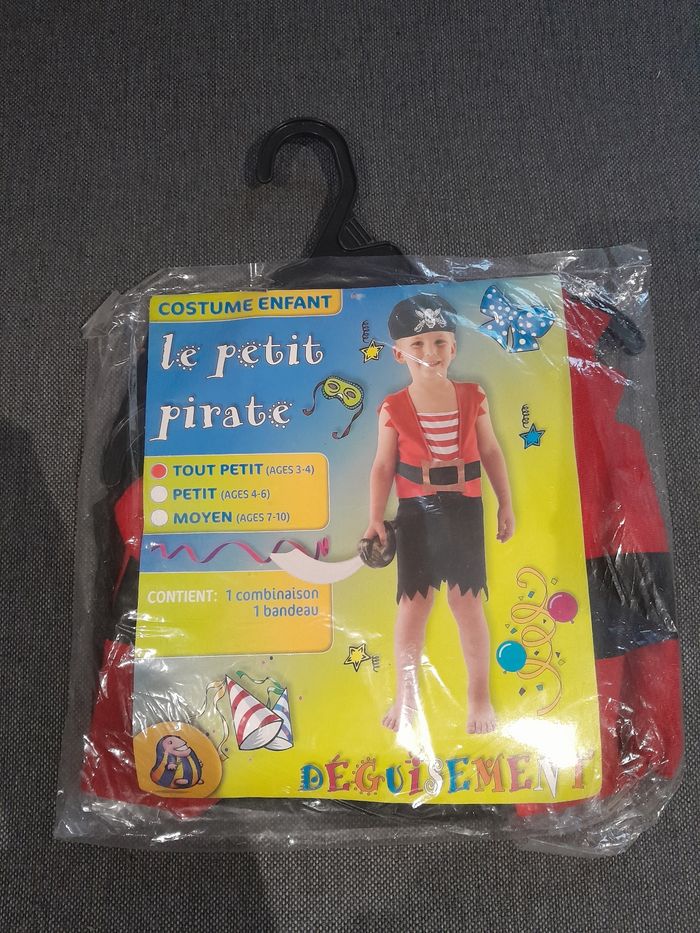 COSTUME ENFANT
le petit
pirate
TOUT PETIT (AGES 3-4)
PETIT (AGES 4-6)
MOYEN (AGES 7-10)
CONTIENT: 1 combinaison
1 bandeau
DÉGUISEMENT